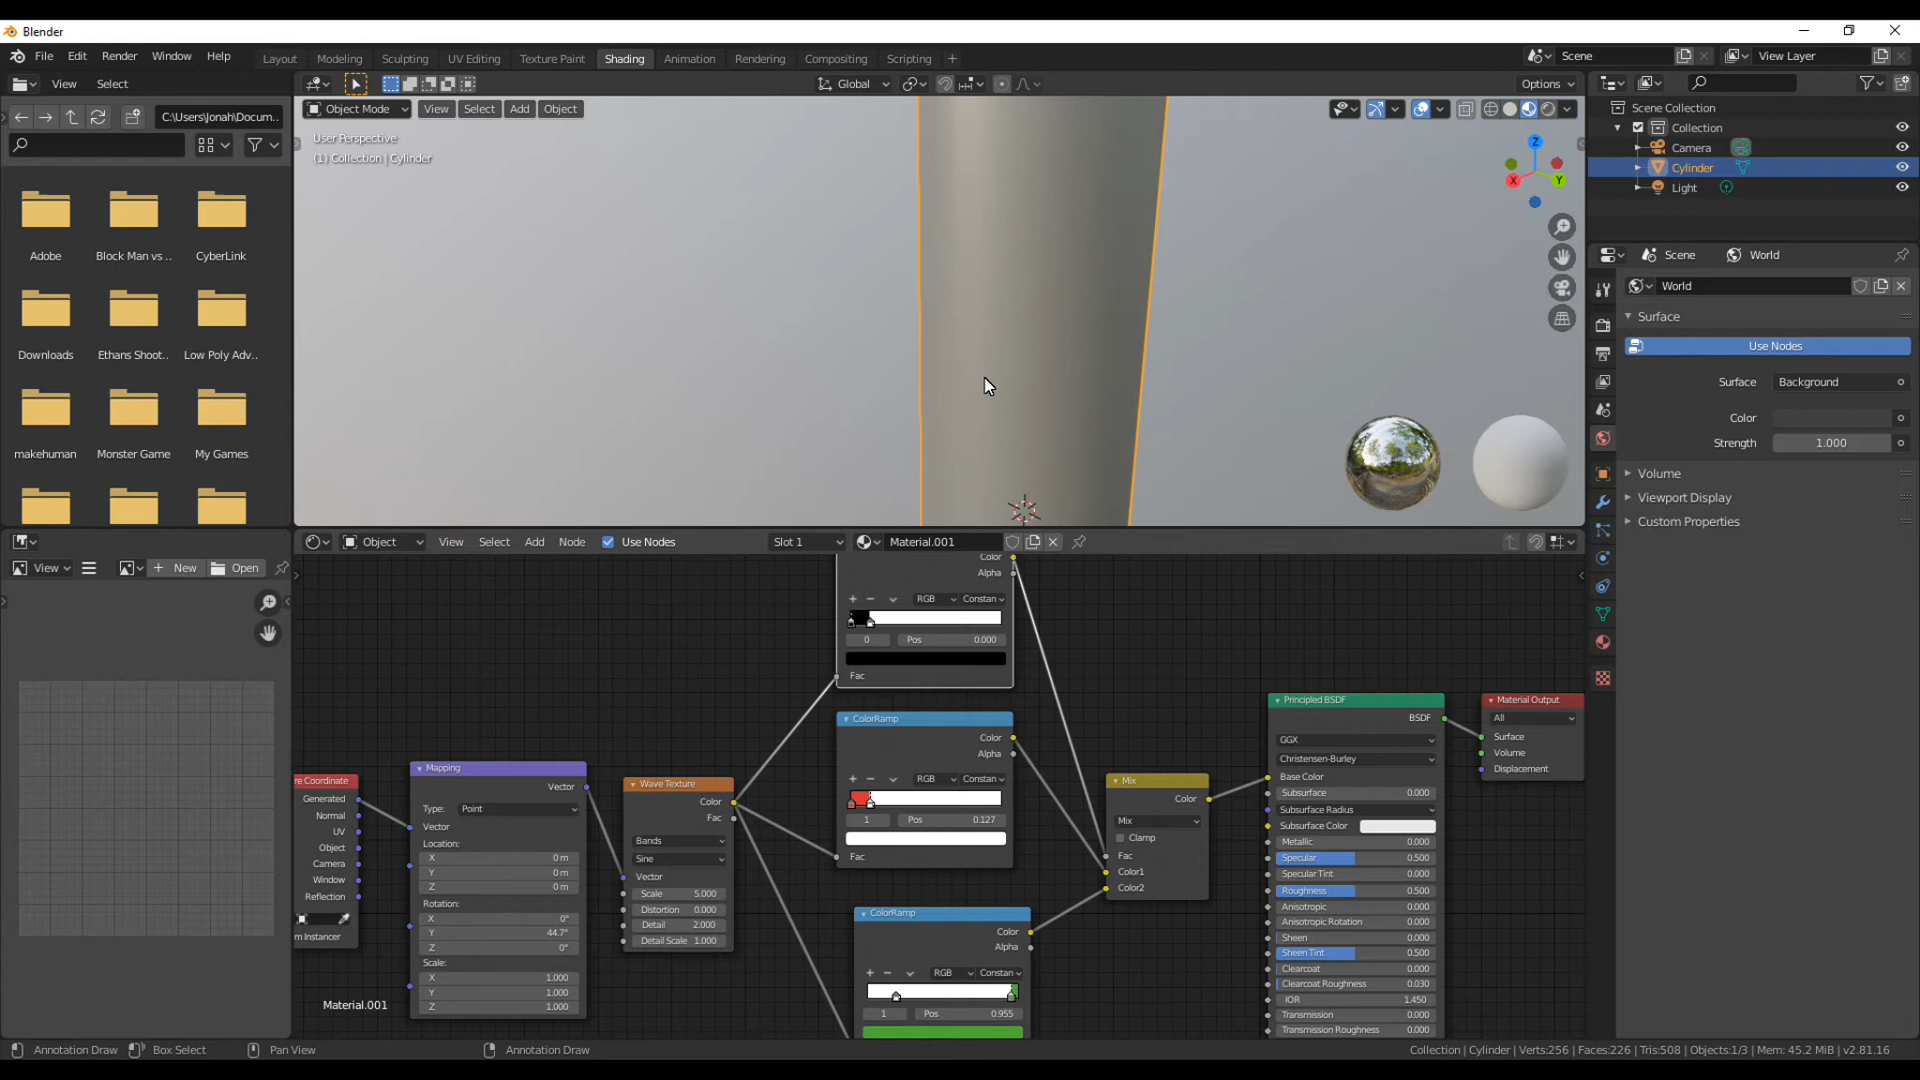 Blender
File Edit Render Window Help
Layout Modeling Sculpting UV Editing Texture Paint Shading Animation Rendering Compositing Scripting +
Scene
View Layer
View Select
Global
Options
C:\Users\Jonah\Docum..
Object Mode View Select Add Object
User Perspective
(1) Collection | Cylinder
Z
X
Y
Scene Collection
Collection
Camera
Cylinder
Light
Adobe
Block Man vs ..
CyberLink
Downloads
Ethans Shoot..
Low Poly Adv..
makehuman
Monster Game
My Games
Scene World
World
Surface
Use Nodes
Surface Background
Color
Strength 1.000
Volume
Viewport Display
Custom Properties
View New Open
Object View Select Add Node Use Nodes Slot 1 Material.001
Color
Alpha
RGB Constan
0 Pos 0.000
Fac
ColorRamp
Color
Alpha
RGB Constan
1 Pos 0.127
Fac
ColorRamp
Color
Alpha
RGB Constan
1 Pos 0.955
re Coordinate
Generated
Normal
UV
Object
Camera
Window
Reflection
m Instancer
Mapping
Vector
Type: Point
Vector
Location:
X 0 m
Y 0 m
Z 0 m
Rotation:
X 0°
Y 44.7°
Z 0°
Scale:
X 1.000
Y 1.000
Z 1.000
Wave Texture
Color
Fac
Bands
Sine
Vector
Scale 5.000
Distortion 0.000
Detail 2.000
Detail Scale 1.000
Mix
Color
Mix
Clamp
Fac
Color1
Color2
Principled BSDF
BSDF
GGX
Christensen-Burley
Base Color
Subsurface 0.000
Subsurface Radius
Subsurface Color
Metallic 0.000
Specular 0.500
Specular Tint 0.000
Roughness 0.500
Anisotropic 0.000
Anisotropic Rotation 0.000
Sheen 0.000
Sheen Tint 0.500
Clearcoat 0.000
Clearcoat Roughness 0.030
IOR 1.450
Transmission 0.000
Transmission Roughness 0.000
Material Output
All
Surface
Volume
Displacement
Material.001
Annotation Draw Box Select Pan View Annotation Draw
Collection | Cylinder | Verts:256 | Faces:226 | Tris:508 | Objects:1/3 | Mem: 45.2 MiB | v2.81.16